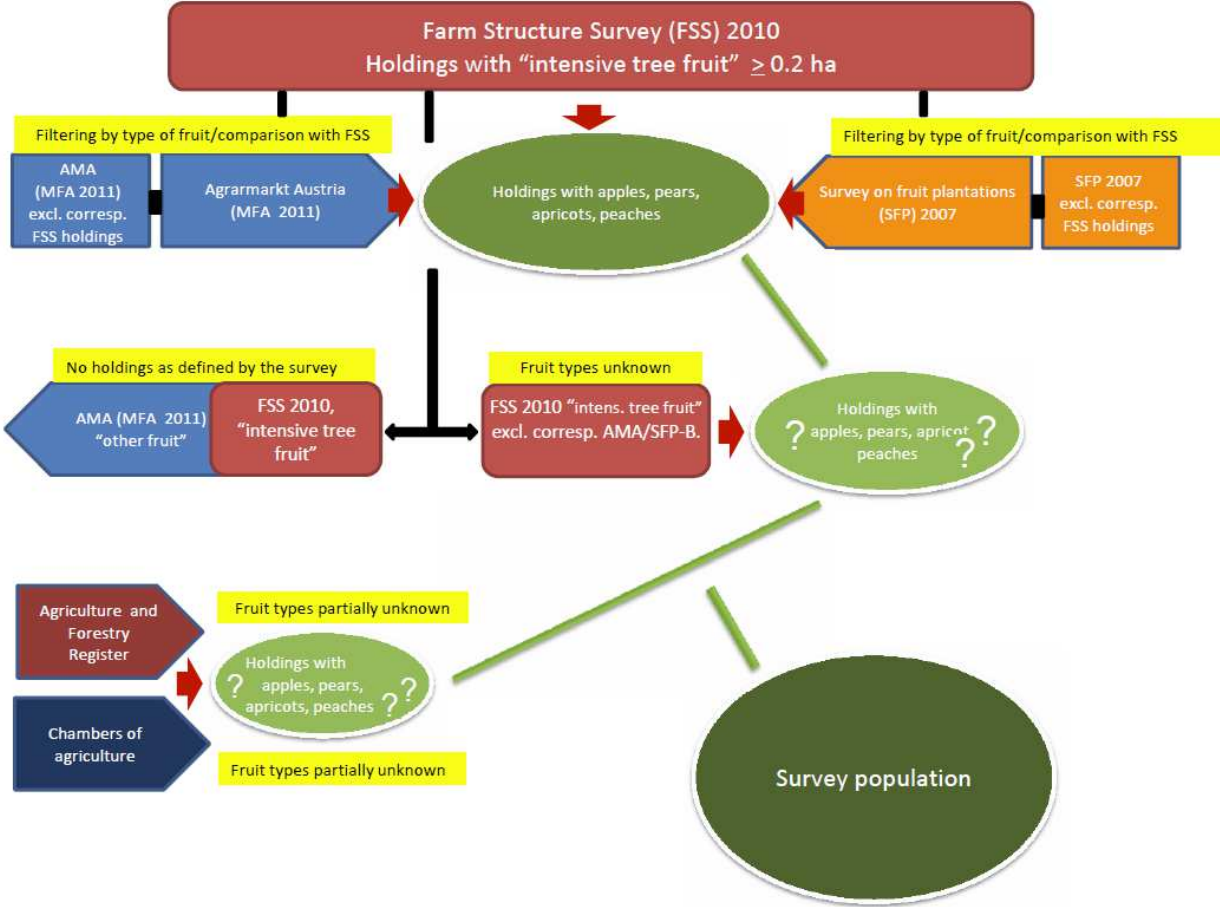 Farm Structure Survey (FSS) 2010
Holdings with “intensive tree fruit” ≥ 0.2 ha
Filtering by type of fruit/comparison with FSS
Filtering by type of fruit/comparison with FSS
AMA
(MFA 2011)
excl. corresp.
FSS holdings
Agrarmarkt Austria
(MFA 2011)
Holdings with apples, pears,
apricots, peaches
Survey on fruit plantations
(SFP) 2007
SFP 2007
excl. corresp.
FSS holdings
No holdings as defined by the survey
Fruit types unknown
AMA (MFA 2011)
“other fruit”
FSS 2010,
“intensive tree
fruit”
FSS 2010 “intens. tree fruit”
excl. corresp. AMA/SFP-B.
Holdings with
? apples, pears, apricot ?
peaches ?
Agriculture and
Forestry
Register
Fruit types partially unknown
Holdings with
? apples, pears,
apricots, peaches ? ?
Chambers of
agriculture
Fruit types partially unknown
Survey population